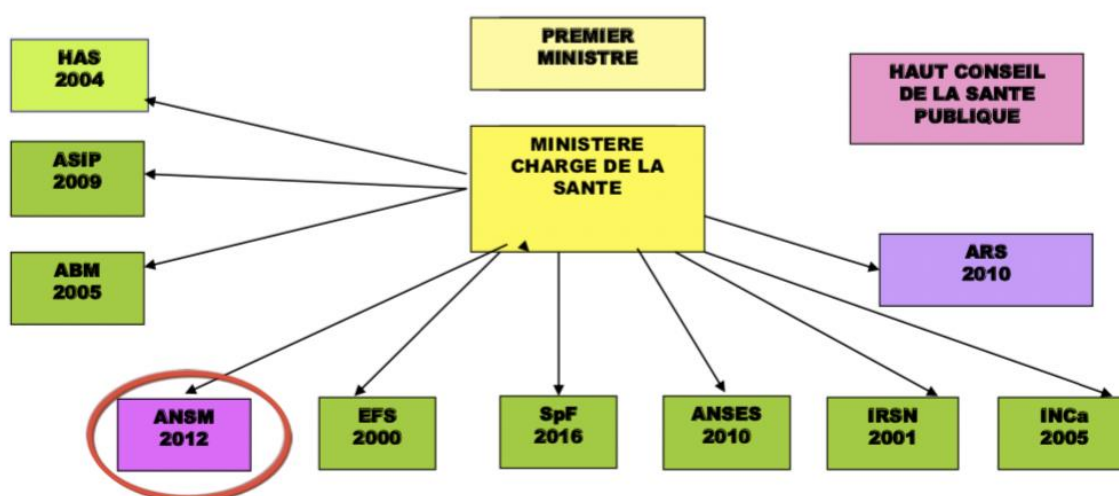 PREMIER
MINISTRE
HAS
2004
HAUT CONSEIL
DE LA SANTE
PUBLIQUE
MINISTERE
CHARGE DE LA
SANTE
ASIP
2009
ABM
2005
ARS
2010
ANSM
2012
EFS
2000
SpF
2016
ANSES
2010
IRSN
2001
INCa
2005